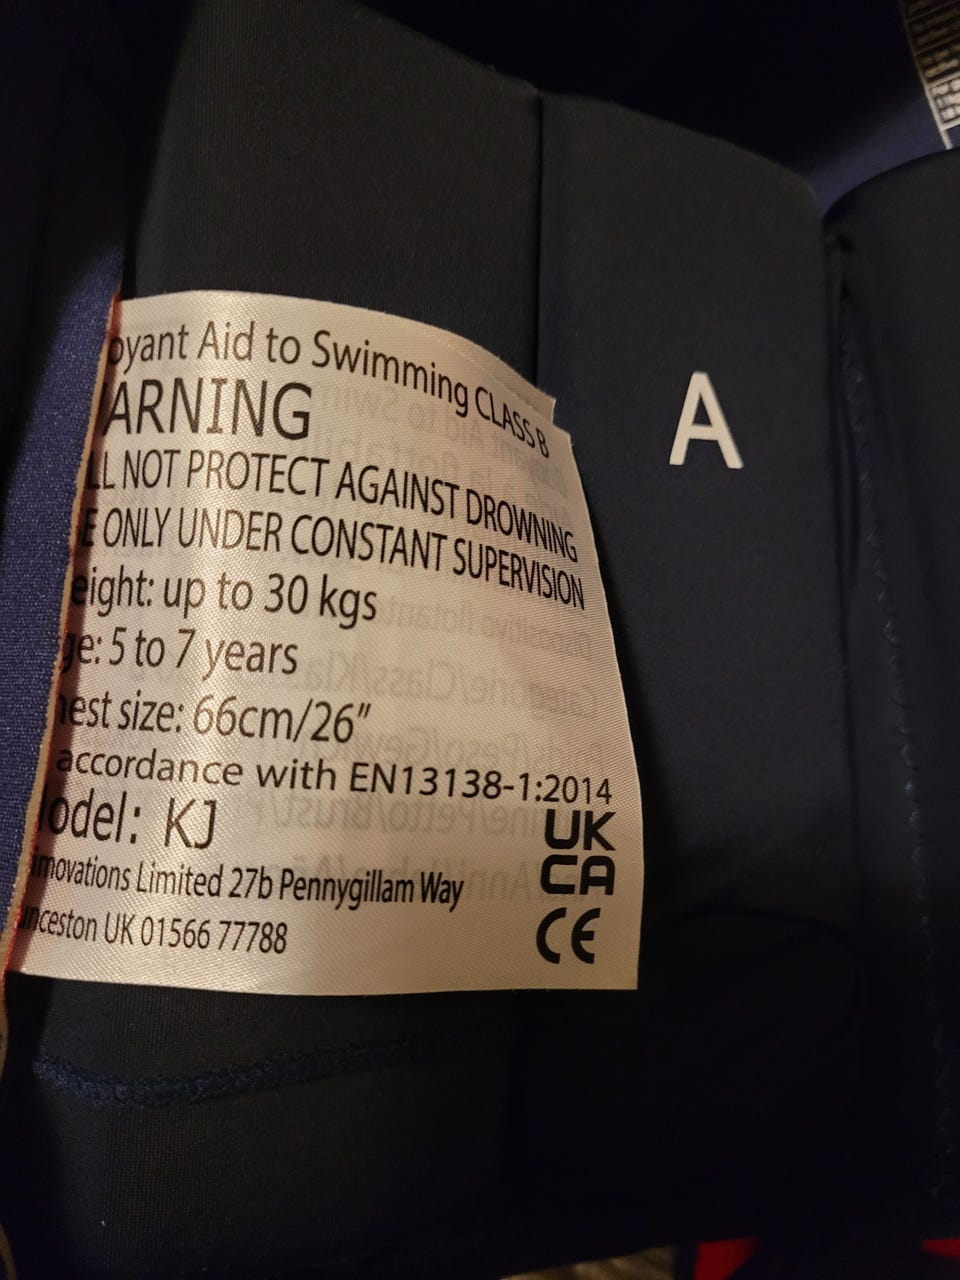 oyant Aid to Swimming CLASS B
ARNING
LL NOT PROTECT AGAINST DROWNING
E ONLY UNDER CONSTANT SUPERVISION
eight: up to 30 kgs
ge: 5 to 7 years
hest size: 66cm/26"
accordance with EN13138-1:2014
odel: KJ
UK
CA
imovations Limited 27b Pennygillam Way
nceston UK 01566 77788
CE
A